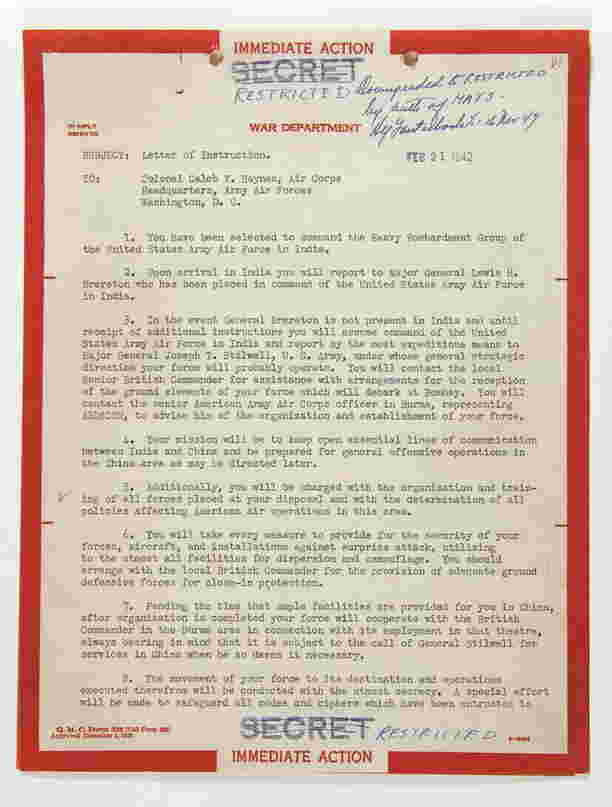 IMMEDIATE ACTION
SECRET
RESTRICTED
Downgraded to RESTRICTED
by auth of
Nov 47
IN REPLY
REFER TO
WAR DEPARTMENT
SUBJECT: Letter of Instruction.
FEB 21 1942
TO: Colonel Caleb V. Haynes, Air Corps
Headquarters, Army Air Forces
Washington, D. C.
1. You have been selected to command the Heavy Bombardment Group of
the United States Army Air Force in India.
2. Upon arrival in India you will report to Major General Lewis H.
Brereton who has been placed in command of the United States Army Air Force
in India.
3. In the event General Brereton is not present in India and until
receipt of additional instructions you will assume command of the United
States Army Air Force in India and report by the most expeditious means to
Major General Joseph T. Stilwell, U. S. Army, under whose general strategic
direction your force will probably operate. You will contact the local
Senior British Commander for assistance with arrangements for the reception
of the ground elements of your force which will debark at Bombay. You will
contact the senior American Army Air Corps officer in Burma, representing
to advise him of the organization and establishment of your force.
4. Your mission will be to keep open essential lines of communication
between India and China and be prepared for general offensive operations in
the China area as may be directed later.
5. Additionally, you will be charged with the organization and train-
ing of all forces placed at your disposal and with the determination of all
policies affecting American air operations in this area.
6. You will take every measure to provide for the security of your
forces, aircraft, and installations against surprise attack, utilizing
to the utmost all facilities for dispersion and camouflage. You should
arrange with the local British Commander for the provision of adequate ground
defensive forces for close-in protection.
7. Pending the time that ample facilities are provided for you in China,
after organization is completed your force will cooperate with the British
Commander in the Burma area in connection with its employment in that theatre,
always bearing in mind that it is subject to the call of General Stilwell for
services in China when he so deems it necessary.
8. The movement of your force to its destination and operations
executed therefrom will be conducted with the utmost secrecy. A special effort
will be made to safeguard all codes and ciphers which have been entrusted to
SECRET RESTRICTED
Q. M. C. Form
IMMEDIATE ACTION